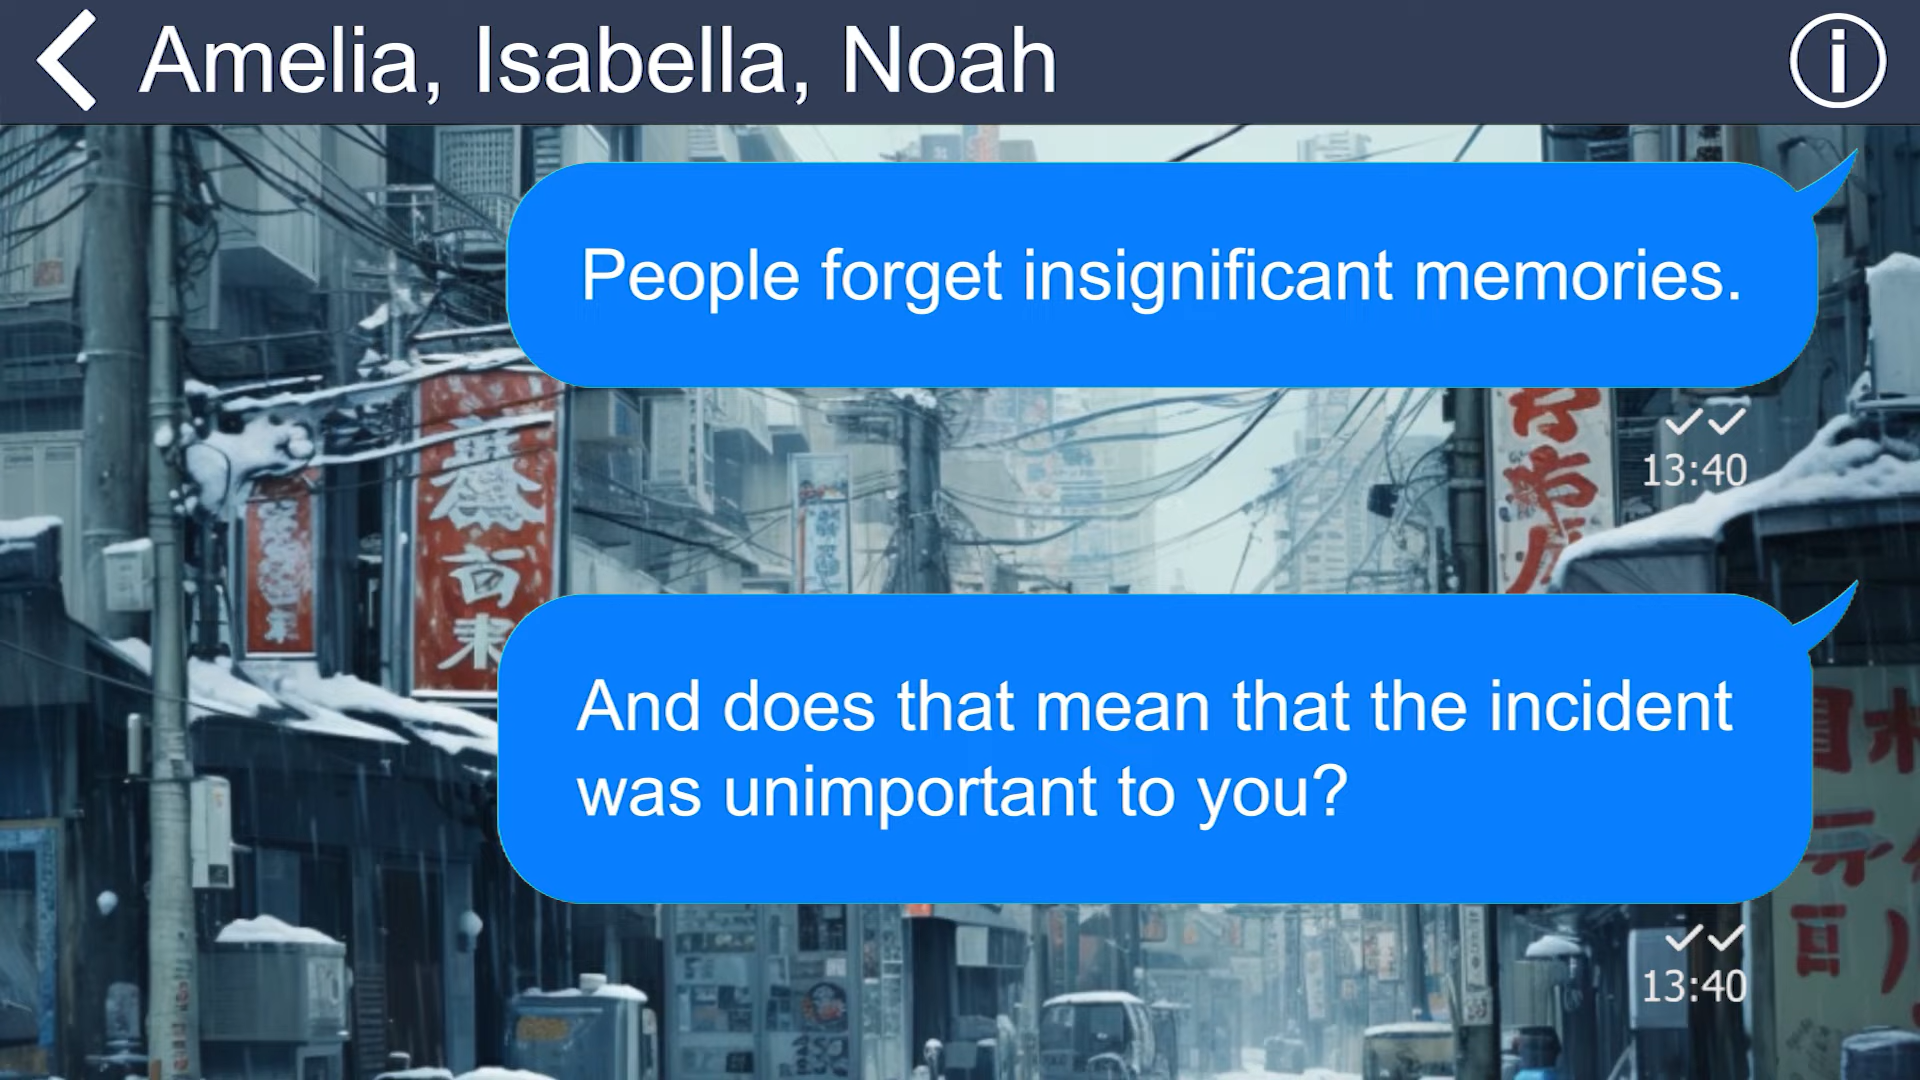 Amelia, Isabella, Noah
People forget insignificant memories.
13:40
And does that mean that the incident
was unimportant to you?
13:40